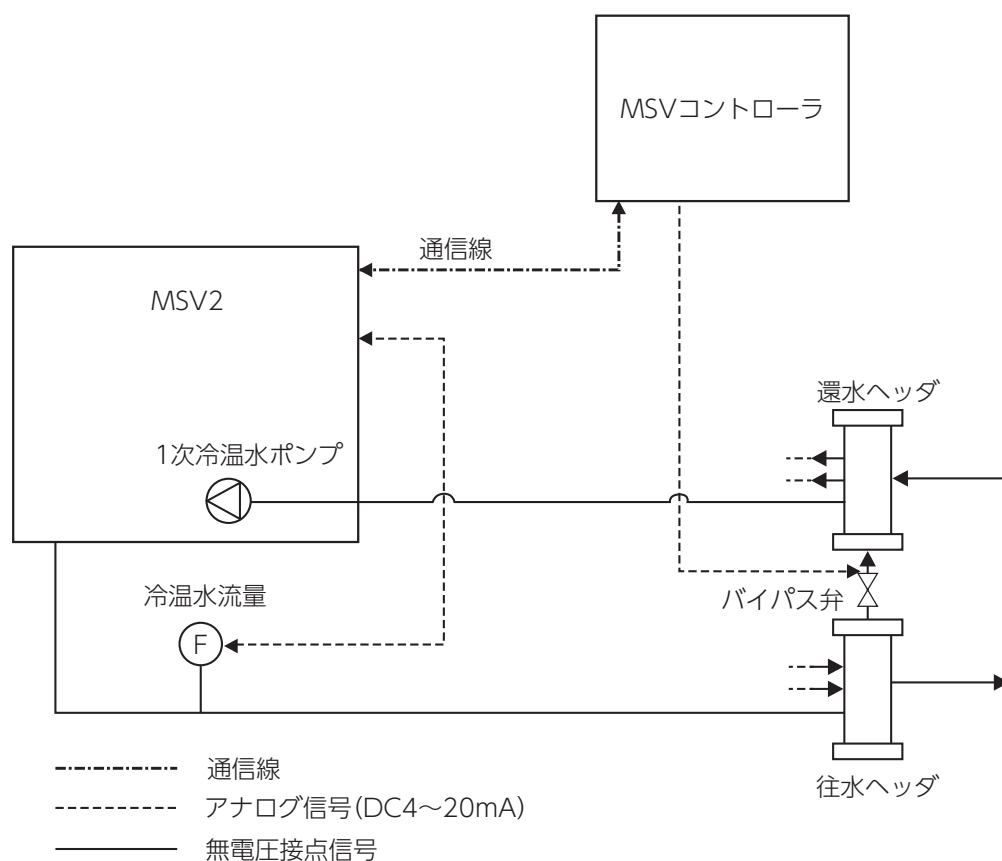 MSVコントローラ
通信線
MSV2
還水ヘッダ
1次冷温水ポンプ
冷温水流量
バイパス弁
F
通信線
往水ヘッダ
アナログ信号(DC4～20mA)
無電圧接点信号